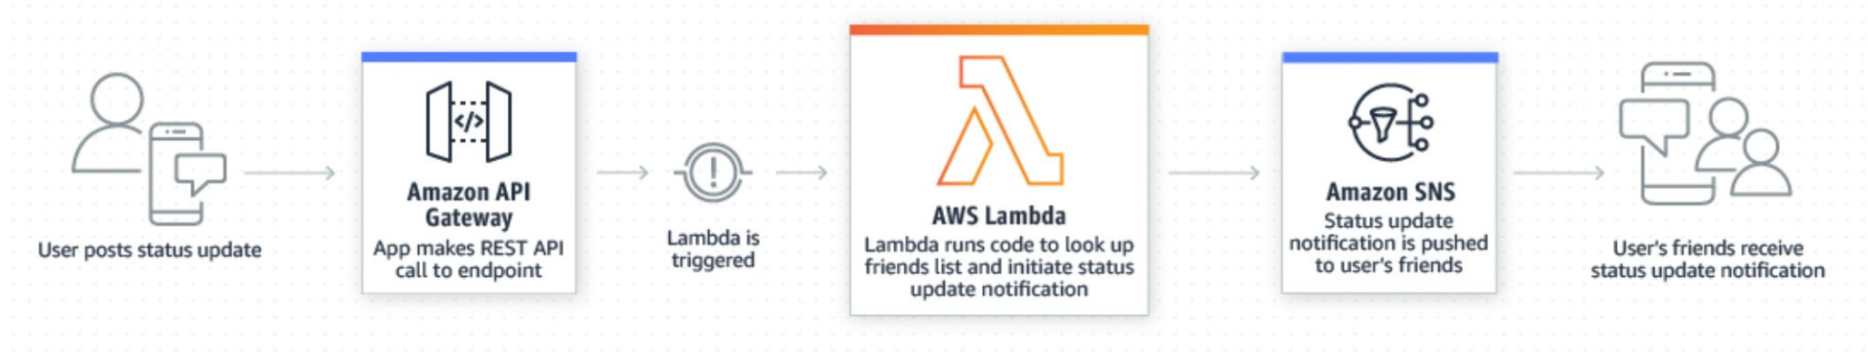 User posts status update
Amazon API
Gateway
App makes REST API
call to endpoint
Lambda is
triggered
AWS Lambda
Lambda runs code to look up
friends list and initiate status
update notification
Amazon SNS
Status update
notification is pushed
to user's friends
User's friends receive
status update notification